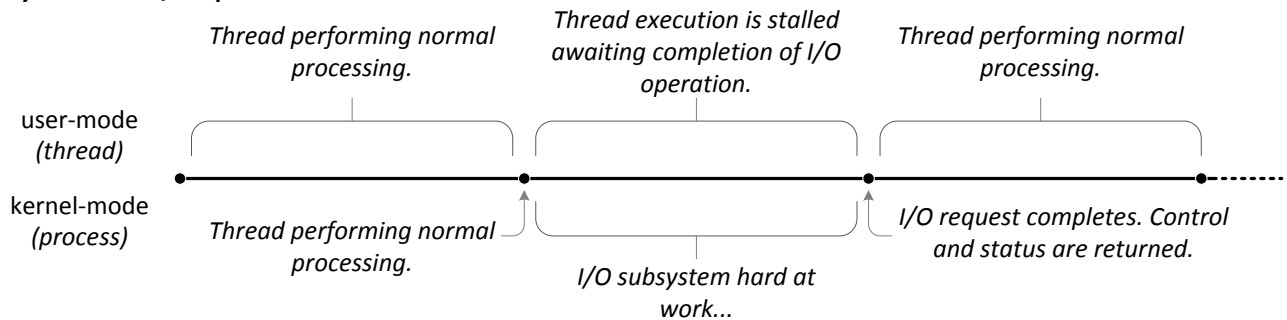 Thread performing normal
processing.
Thread execution is stalled
awaiting completion of I/O
operation.
Thread performing normal
processing.
user-mode
(thread)
kernel-mode
(process)
Thread performing normal
processing.
I/O subsystem hard at
work...
I/O request completes. Control
and status are returned.